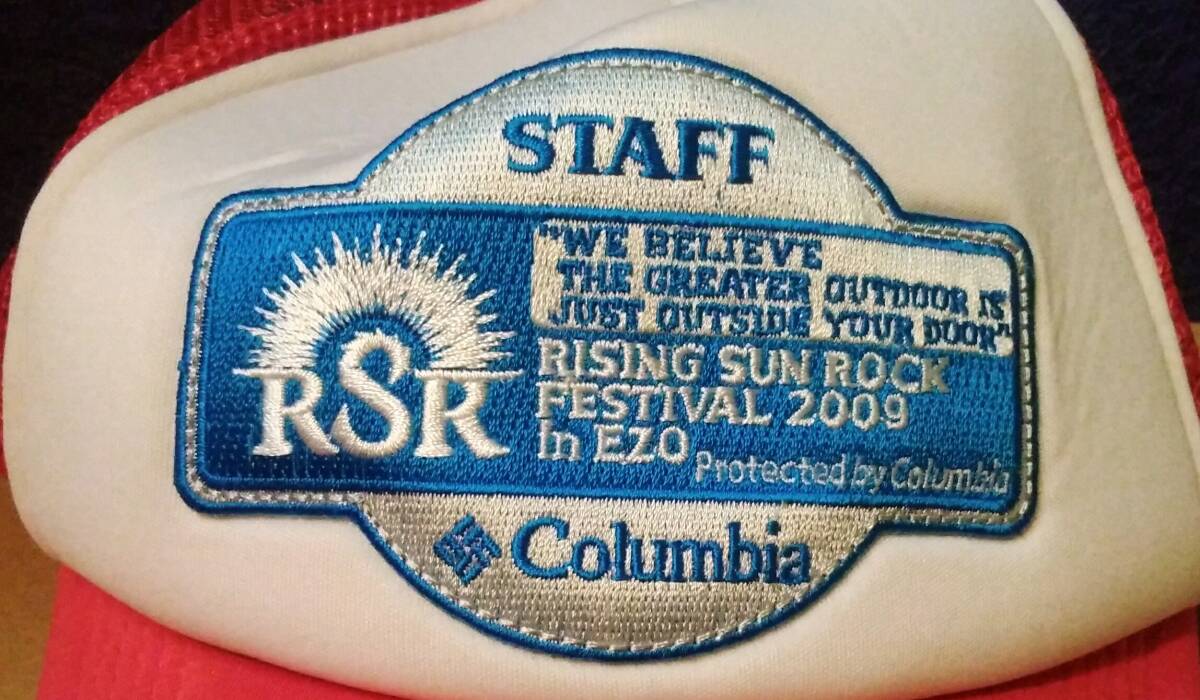 STAFF
"WE BELIEVE
THE GREATER OUTDOOR IS
JUST OUTSIDE YOUR DOOR"
RSR
RISING SUN ROCK
FESTIVAL 2009
In EZO
Protected by Columbia
Columbia